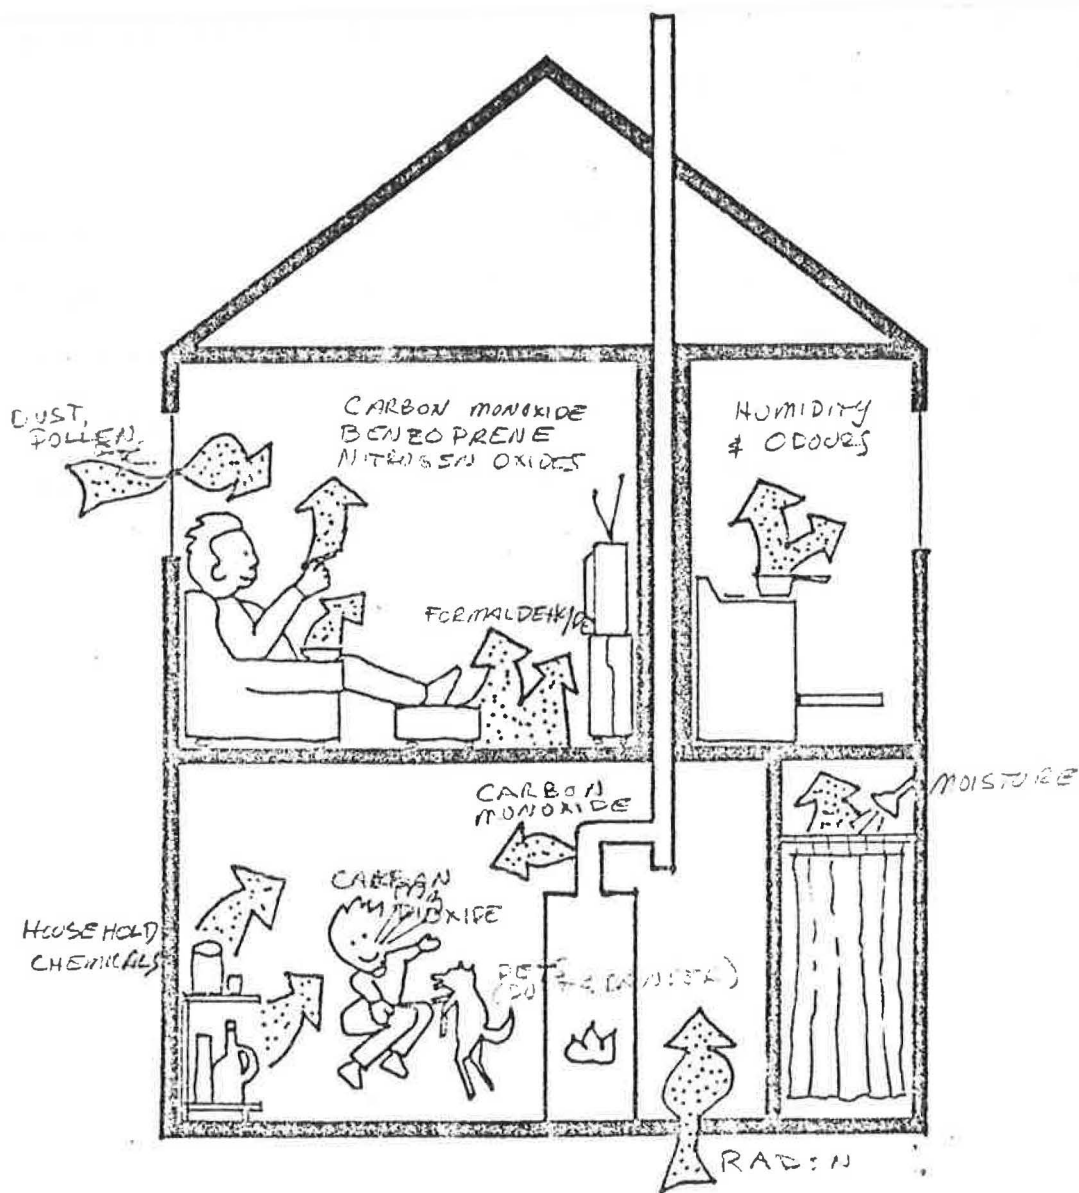 DUST,
POLLEN,
CARBON MONOXIDE
BENZOPRENE
NITROGEN OXIDES
HUMIDITY
& ODOURS
FORMALDEHYDE
CARBON
MONOXIDE
MOISTURE
CARBON
DIOXIDE
HOUSEHOLD
CHEMICALS
PET
RADON